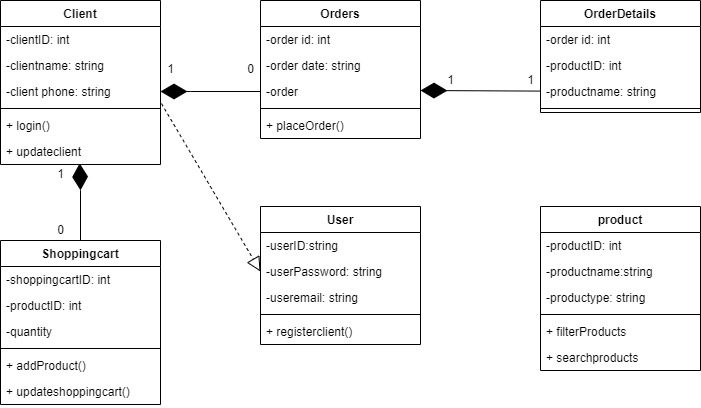 Client
-clientID: int
-clientname: string
-client phone: string
+ login()
+ updateclient
1
0
Orders
-order id: int
-order date: string
-order
+ placeOrder()
1
1
OrderDetails
-order id: int
-productID: int
-productname: string
1
0
Shoppingcart
-shoppingcartID: int
-productID: int
-quantity
+ addProduct()
+ updateshoppingcart()
User
-userID:string
-userPassword: string
-useremail: string
+ registerclient()
product
-productID: int
-productname:string
-productype: string
+ filterProducts
+ searchproducts